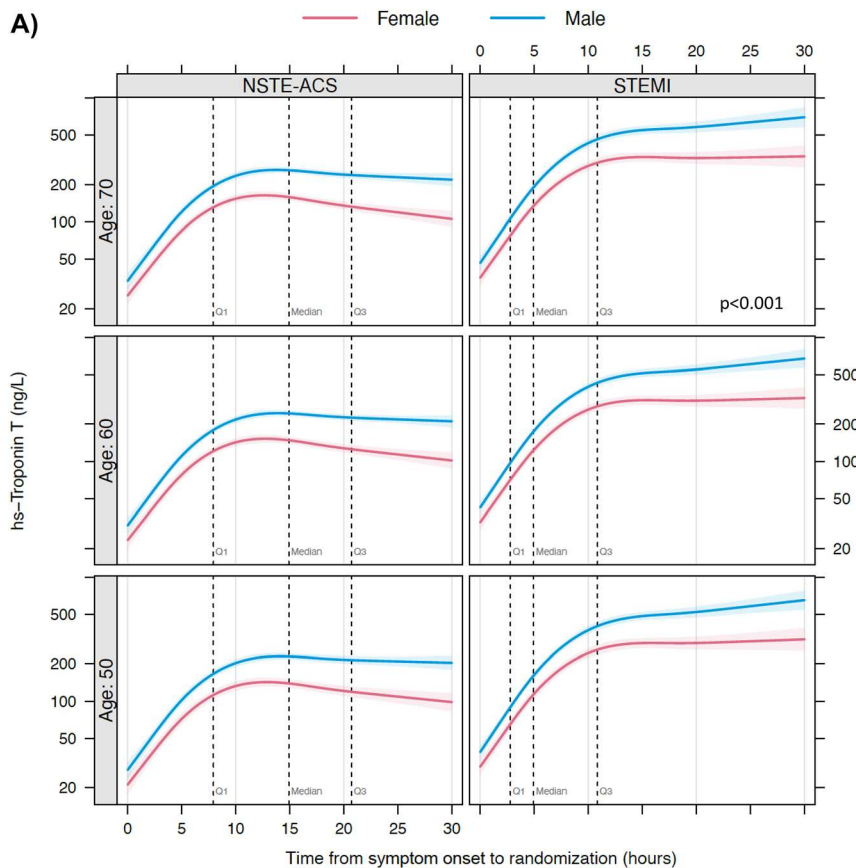 A)
Female Male
0 5 10 15 20 30
NSTE-ACS STEMI
Age: 70
500
200
100
50
20
Q1 Median Q3
Q1 Median Q3
p<0.001
hs−Troponin T (ng/L)
Age: 60
500
200
100
50
20
Q1 Median Q3
Q1 Median Q3
Age: 50
500
200
100
50
20
Q1 Median Q3
Q1 Median Q3
0 5 10 15 20 30
Time from symptom onset to randomization (hours)